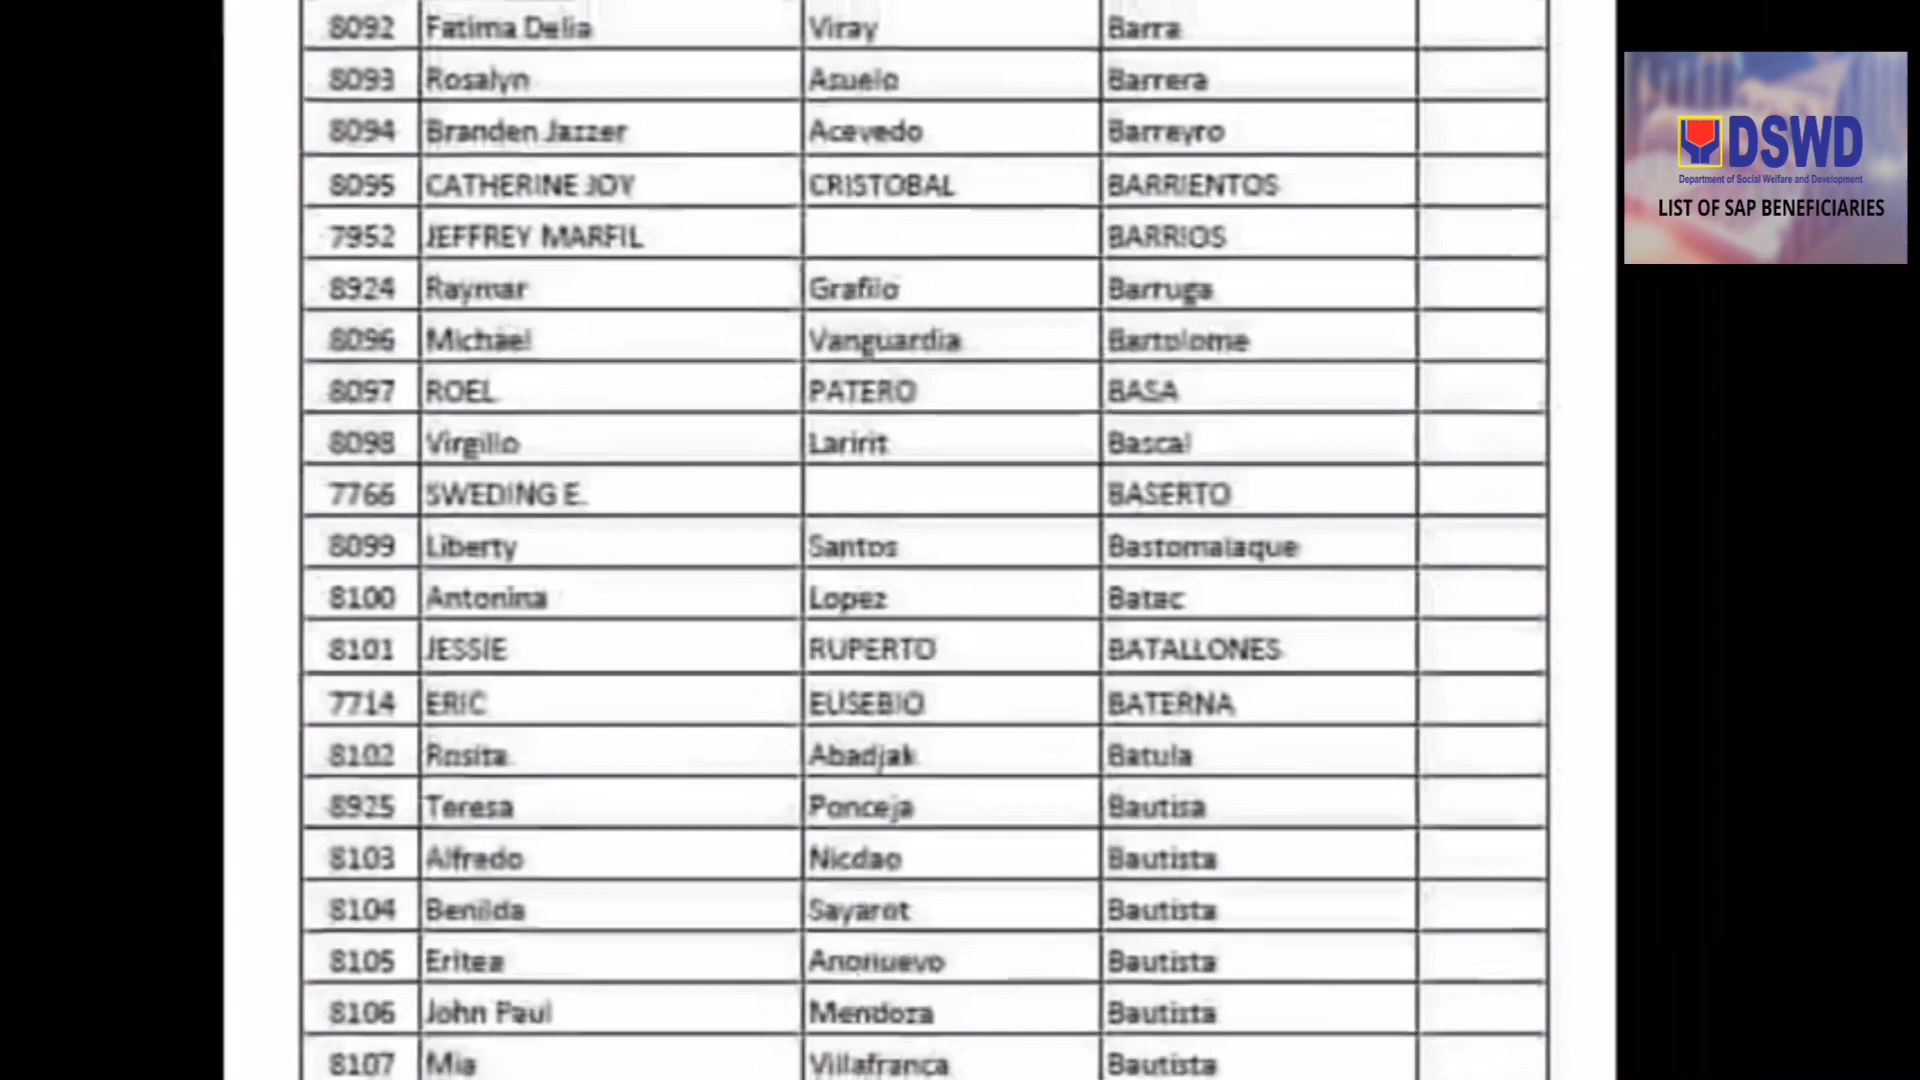 8092 Fatima Delia Viray Barra
8093 Rosalyn Asuelo Barrera
8094 Branden Jazzer Acevedo Barreyro
8095 CATHERINE JOY CRISTOBAL BARRIENTOS
7952 JEFFREY MARFIL BARRIOS
8924 Raymar Grafilo Barruga
8096 Michael Vanguardia Bartolome
8097 ROEL PATERO BASA
8098 Virgilio Laririt Bascal
7766 SWEDING E. BASERTO
8099 Liberty Santos Bastomalaque
8100 Antonina Lopez Batac
8101 JESSIE RUPERTO BATALLONES
7714 ERIC EUSEBIO BATERNA
8102 Rosita Abadjak Batula
8925 Teresa Ponceja Bautisa
8103 Alfredo Nicdao Bautista
8104 Benilda Sayarot Bautista
8105 Eritea Anonuevo Bautista
8106 John Paul Mendoza Bautista
8107 Mia Villafranca Bautista
DSWD
Department of Social Welfare and Development
LIST OF SAP BENEFICIARIES